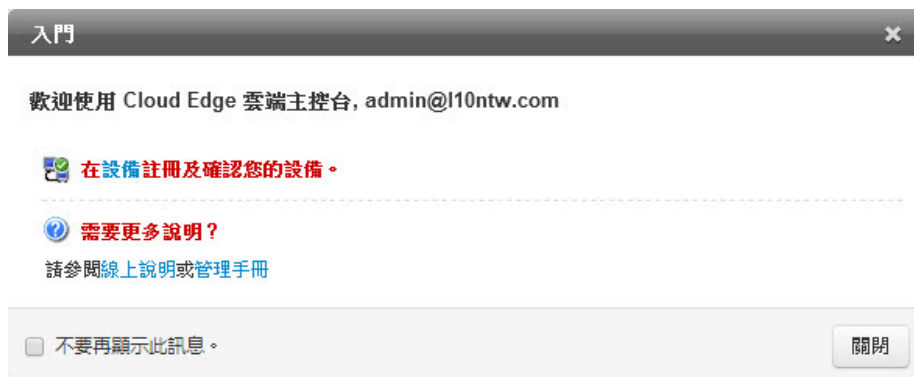 入門
歡迎使用 Cloud Edge 雲端主控台, admin@l10ntw.com
在設備註冊及確認您的設備。
需要更多說明？
請參閱線上說明或管理手冊
不要再顯示此訊息。
關閉